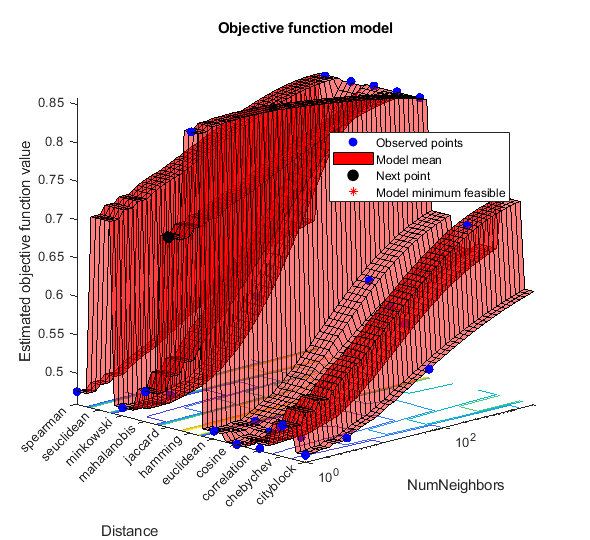 Objective function model
Estimated objective function value
0.85
0.8
0.75
0.7
0.65
0.6
0.55
0.5
Observed points
Model mean
Next point
Model minimum feasible
spearman
seuclidean
minkowski
mahalanobis
jaccard
hamming
euclidean
cosine
correlation
chebychev
cityblock
10^0
10^2
NumNeighbors
Distance